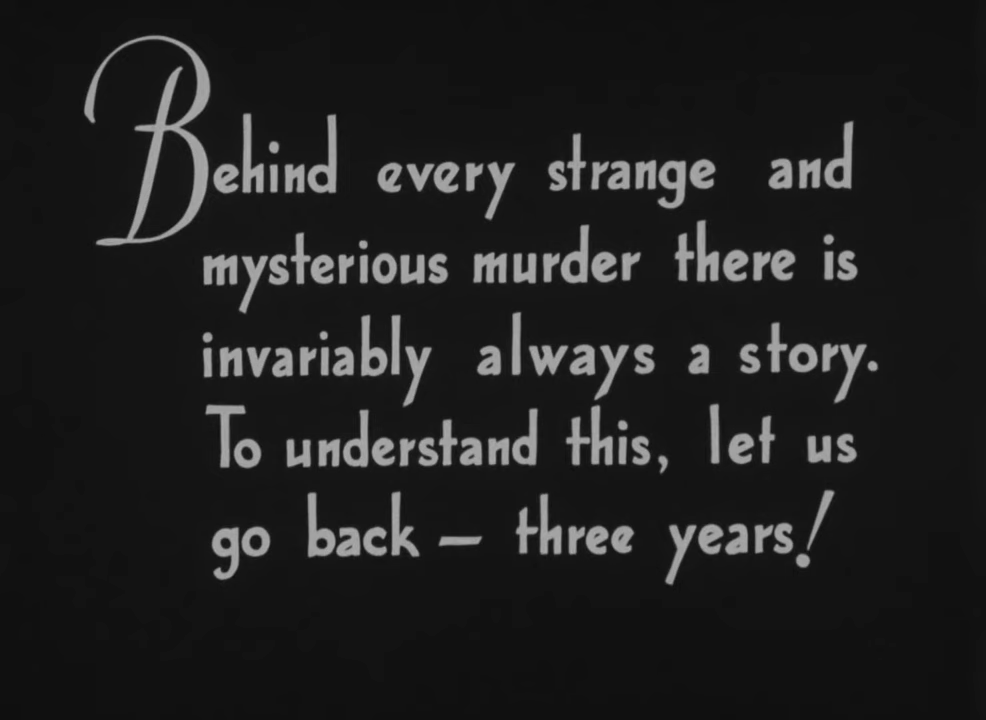 Behind every strange and
mysterious murder there is
invariably always a story.
To understand this, let us
go back — three years!